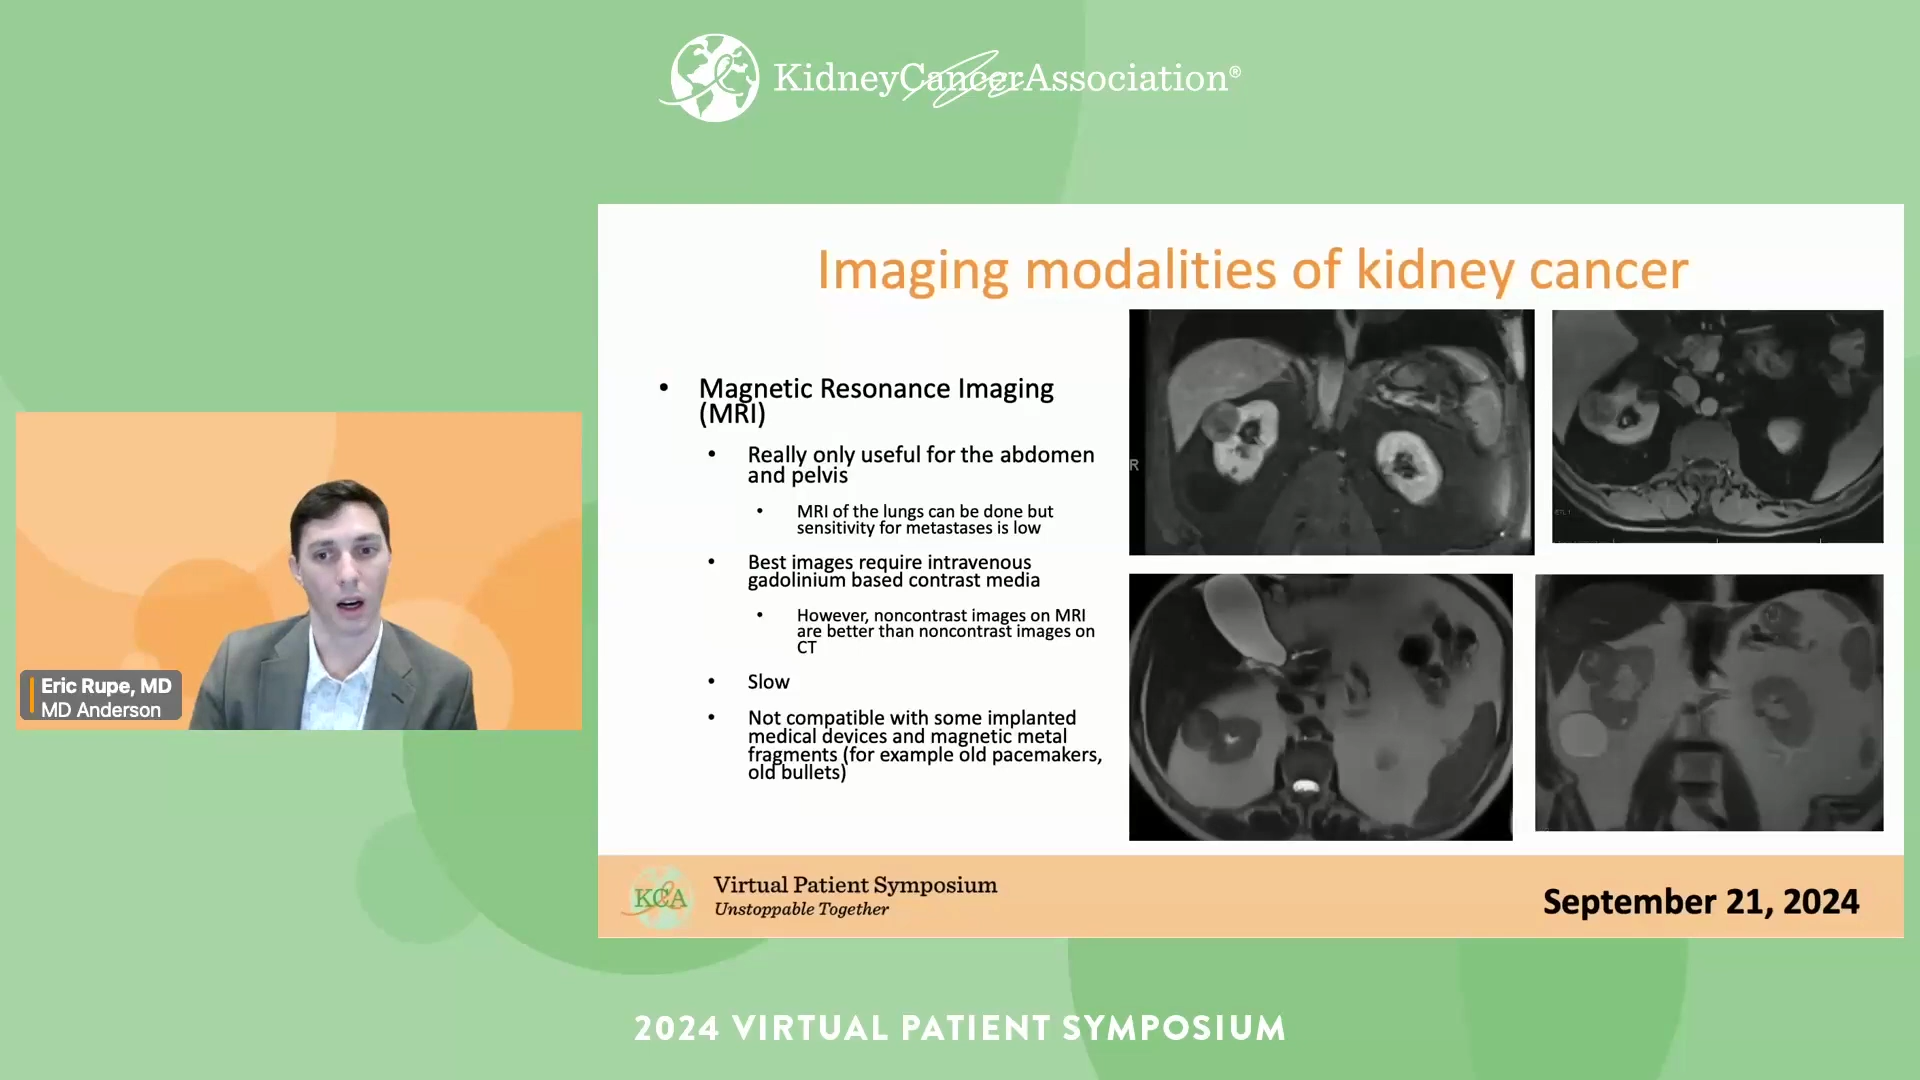 KidneyCancerAssociation®
Imaging modalities of kidney cancer
• Magnetic Resonance Imaging
(MRI)
• Really only useful for the abdomen
and pelvis
• MRI of the lungs can be done but
sensitivity for metastases is low
• Best images require intravenous
gadolinium based contrast media
• However, noncontrast images on MRI
are better than noncontrast images on
CT
• Slow
• Not compatible with some implanted
medical devices and magnetic metal
fragments (for example old pacemakers,
old bullets)
R
Eric Rupe, MD
MD Anderson
KCA
Virtual Patient Symposium
Unstoppable Together
September 21, 2024
2024 VIRTUAL PATIENT SYMPOSIUM